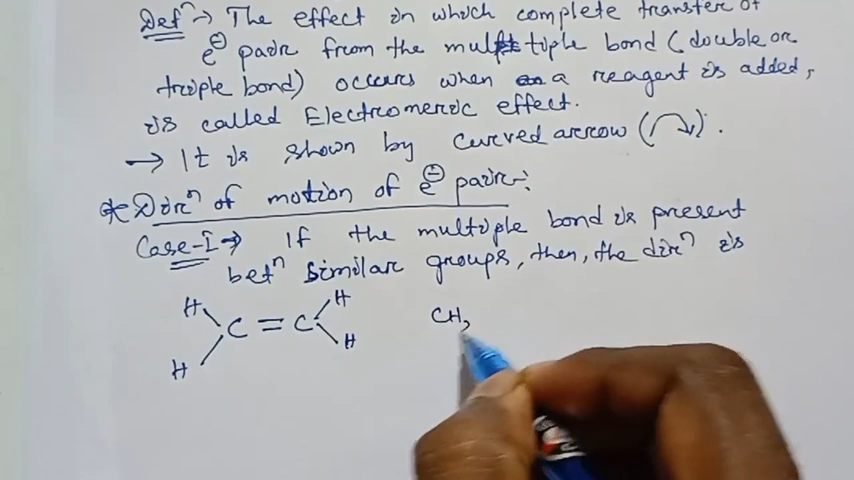 Defⁿ → The effect in which complete transfer of
e⊖ pair from the multiple bond (double or
triple bond) occurs when a reagent is added,
is called Electromeric effect.
→ It is shown by curved arrow (↷).
* Dirⁿ of motion of e⊖ pair:
Case-I → If the multiple bond is present
betⁿ similar groups, then, the dirⁿ is
H H
C = C CH₃
H H